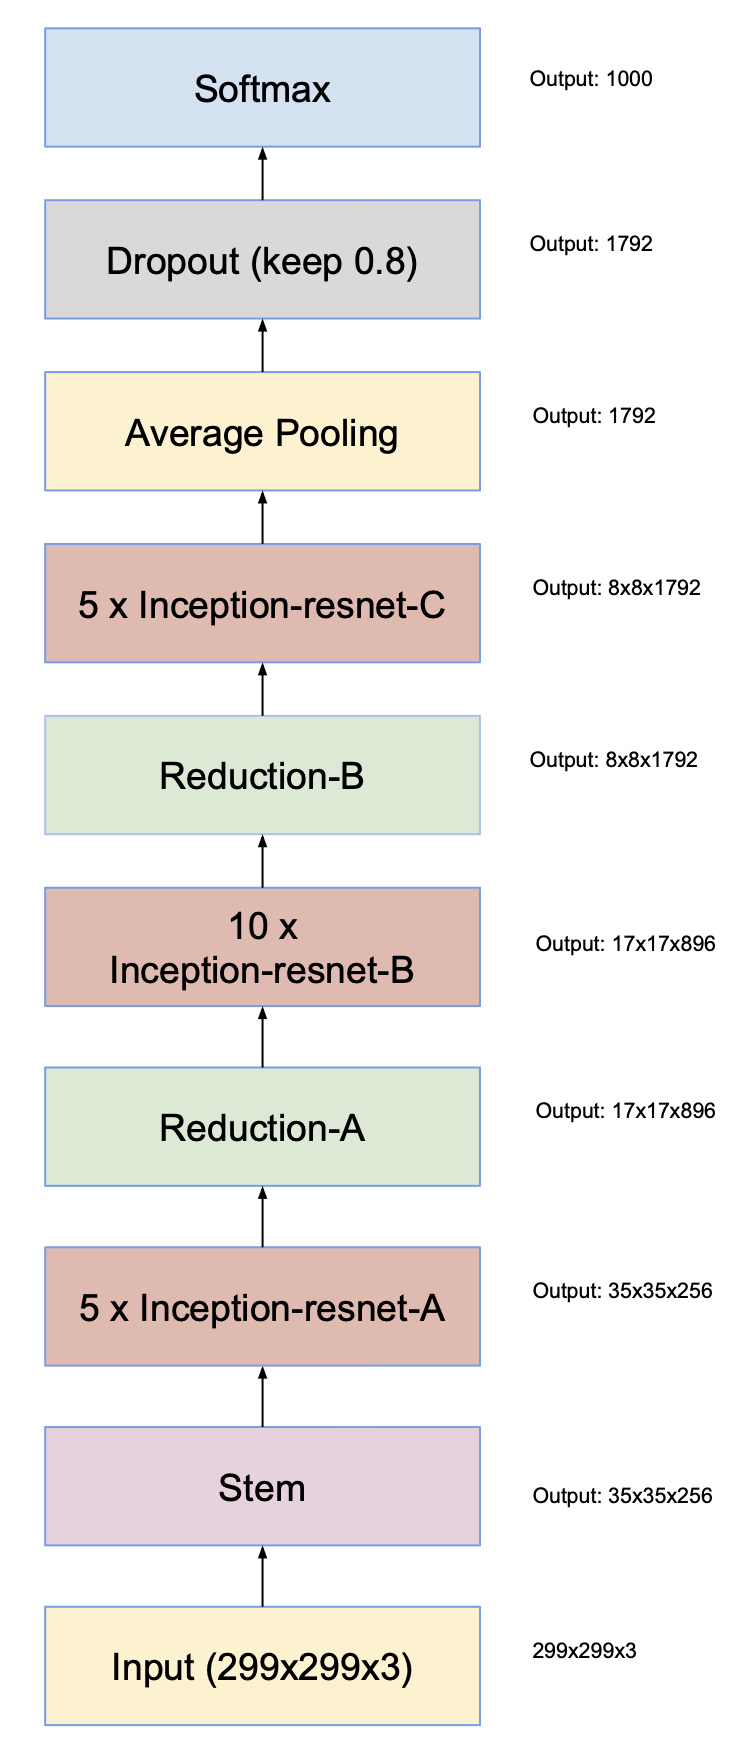 Softmax
Output: 1000
Dropout (keep 0.8)
Output: 1792
Average Pooling
Output: 1792
5 x Inception-resnet-C
Output: 8x8x1792
Reduction-B
Output: 8x8x1792
10 x
Inception-resnet-B
Output: 17x17x896
Reduction-A
Output: 17x17x896
5 x Inception-resnet-A
Output: 35x35x256
Stem
Output: 35x35x256
Input (299x299x3)
299x299x3